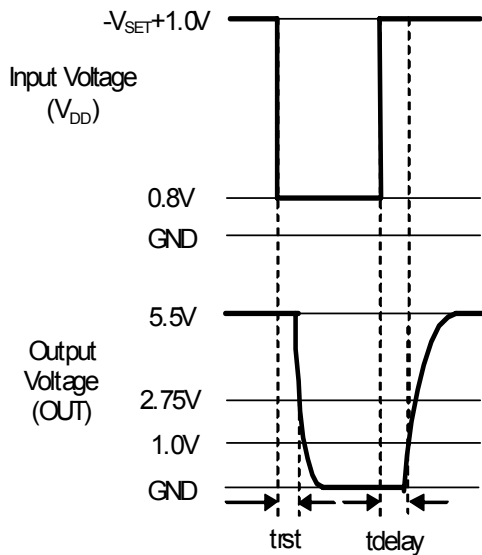 -VSET+1.0V
Input Voltage
(VDD)
0.8V
GND
5.5V
Output
Voltage
(OUT)
2.75V
1.0V
GND
trst
tdelay